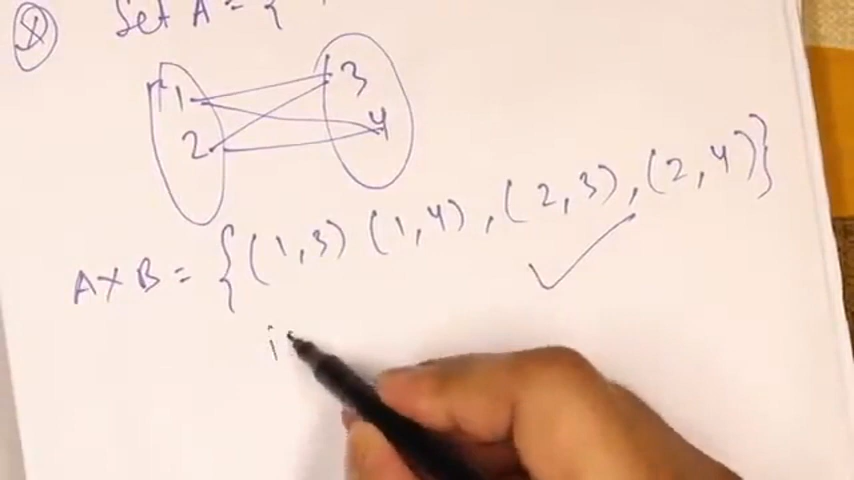 Set A = {
1 3
2 4
A X B = {(1,3) (1,4), (2,3), (2,4)}
i